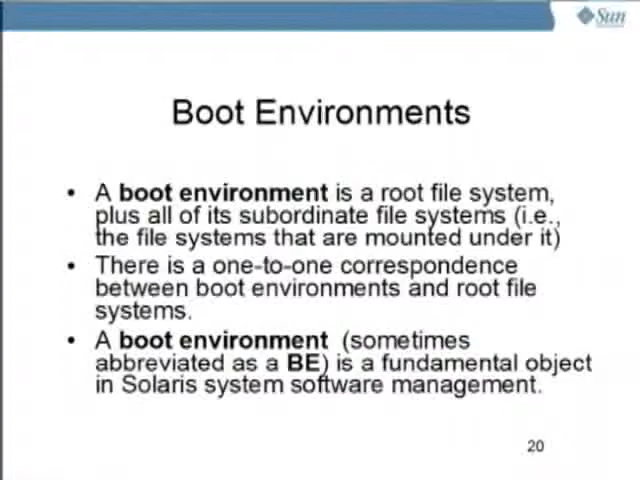 Sun
Boot Environments
• A boot environment is a root file system,
plus all of its subordinate file systems (i.e.,
the file systems that are mounted under it)
• There is a one-to-one correspondence
between boot environments and root file
systems.
• A boot environment (sometimes
abbreviated as a BE) is a fundamental object
in Solaris system software management.
20